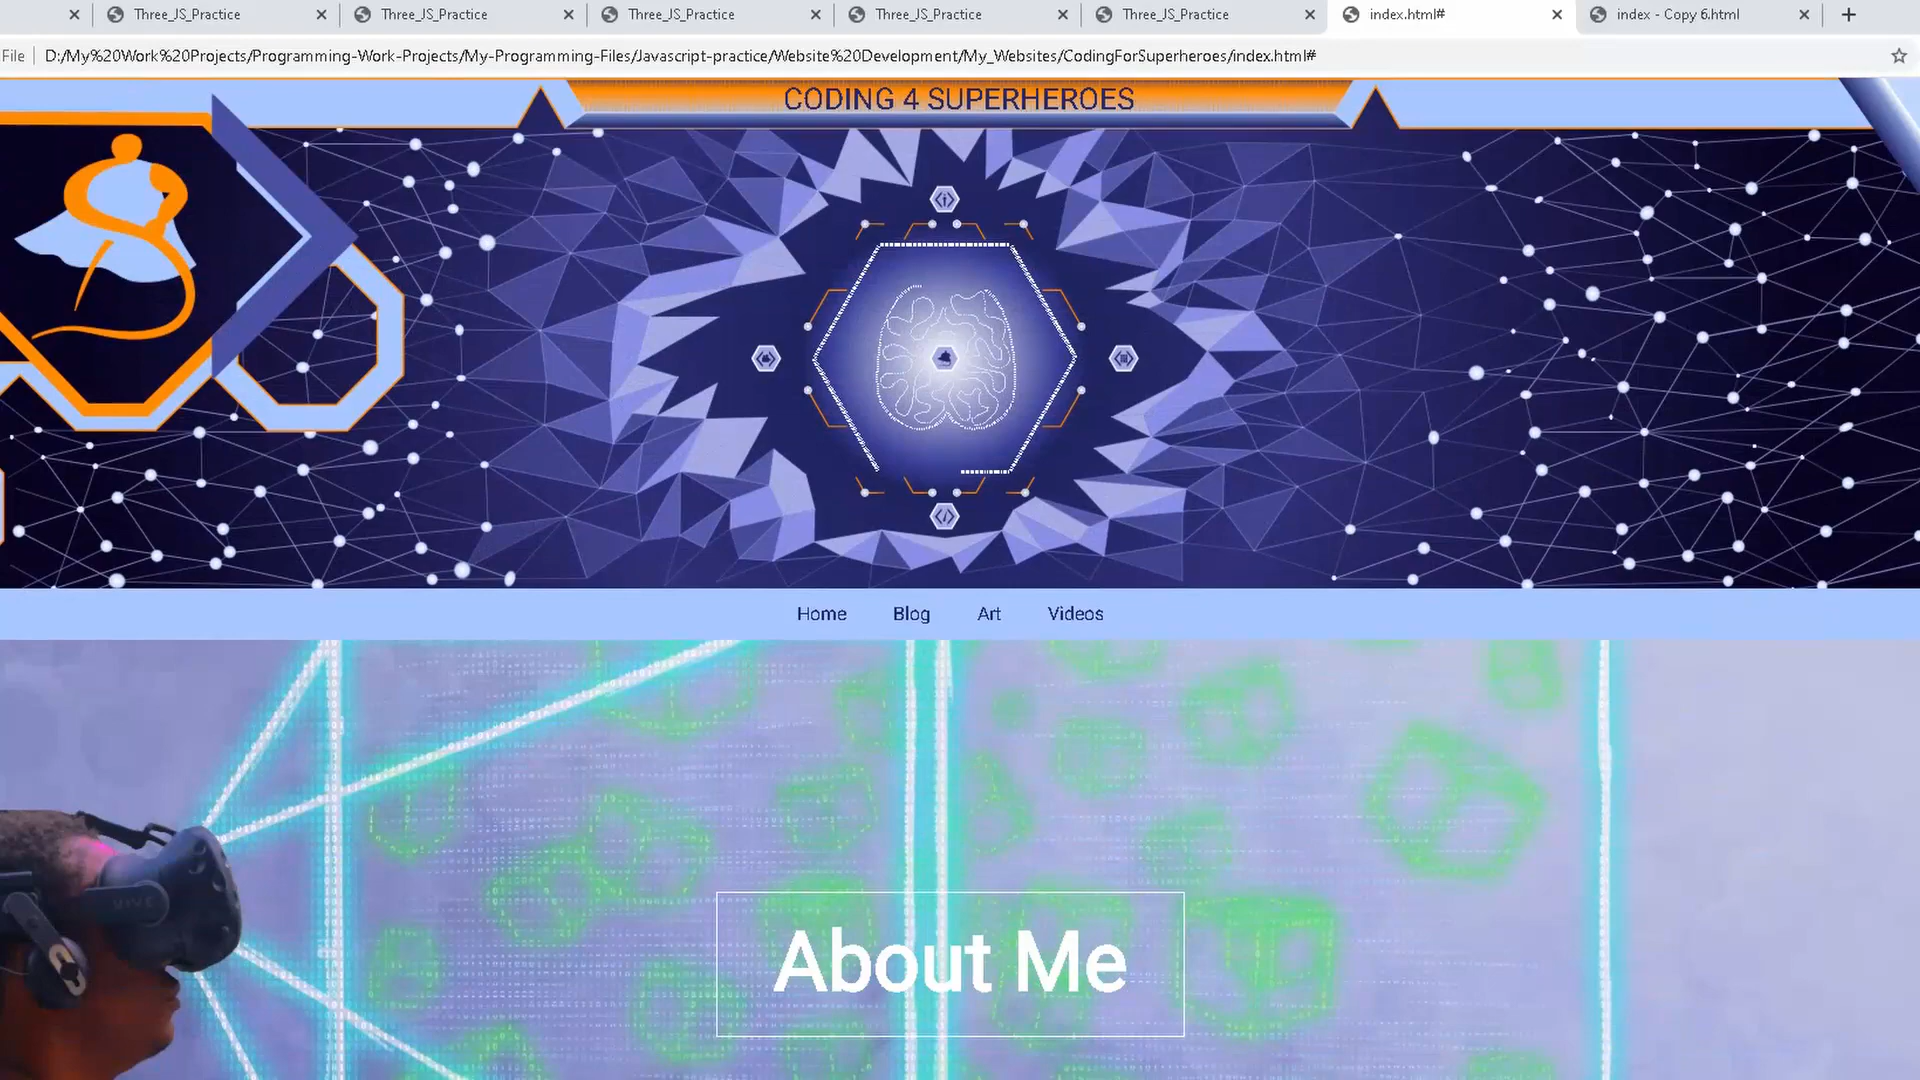 Three_JS_Practice
Three_JS_Practice
Three_JS_Practice
Three_JS_Practice
Three_JS_Practice
index.html#
index - Copy 6.html
File
D:/My%20Work%20Projects/Programming-Work-Projects/My-Programming-Files/Javascript-practice/Website%20Development/My_Websites/CodingForSuperheroes/index.html#
CODING 4 SUPERHEROES
Home Blog Art Videos
VIVE
About Me